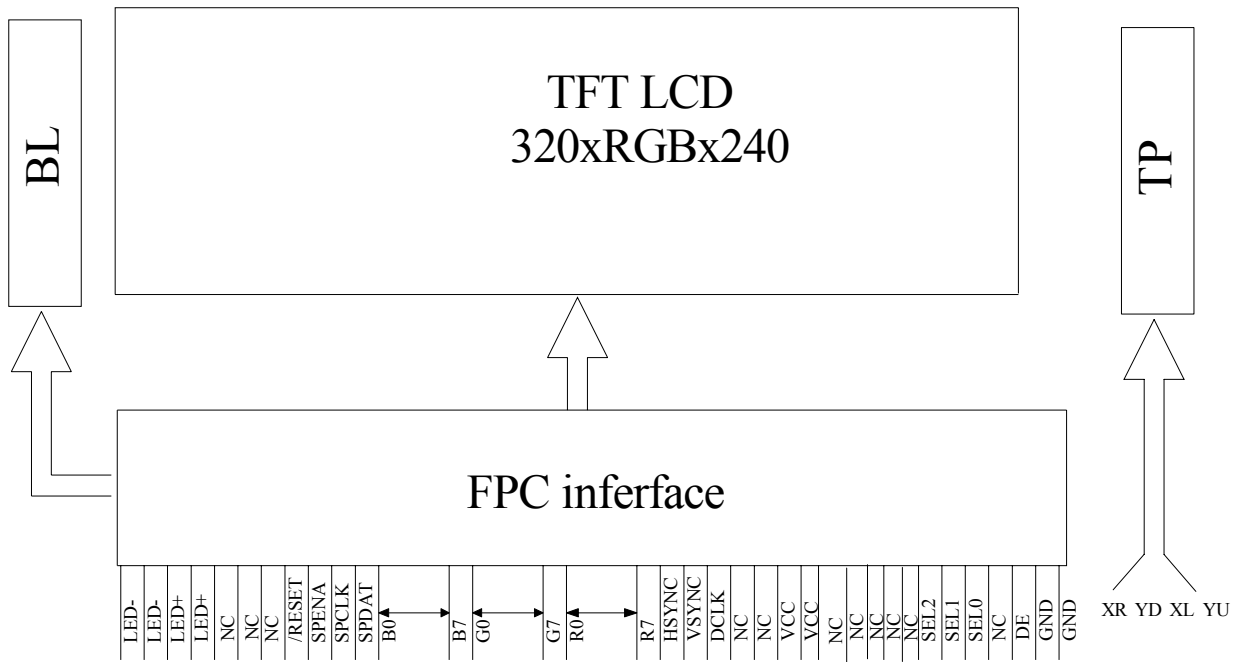 BL
TFT LCD
320xRGBx240
TP
FPC inferface
LED-
LED-
LED+
LED+
NC
NC
NC
/RESET
SPENA
SPCLK
SPDAT
B0
B7
G0
G7
R0
R7
HSYNC
VSYNC
DCLK
NC
NC
VCC
VCC
NC
NC
NC
NC
NC
SEL2
SEL1
SEL0
NC
DE
GND
GND
XR YD XL YU